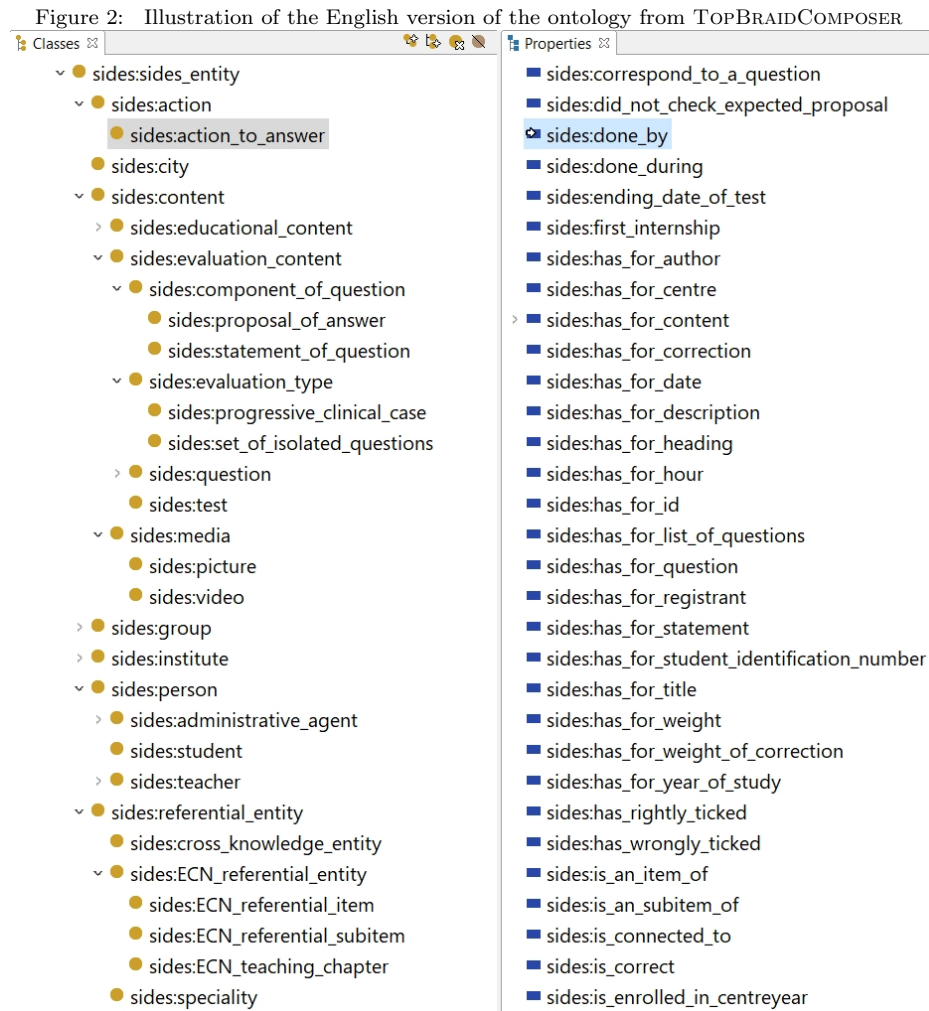 Figure 2: Illustration of the English version of the ontology from TOPBRAIDCOMPOSER
Classes
sides:sides_entity
sides:action
sides:action_to_answer
sides:city
sides:content
sides:educational_content
sides:evaluation_content
sides:component_of_question
sides:proposal_of_answer
sides:statement_of_question
sides:evaluation_type
sides:progressive_clinical_case
sides:set_of_isolated_questions
sides:question
sides:test
sides:media
sides:picture
sides:video
sides:group
sides:institute
sides:person
sides:administrative_agent
sides:student
sides:teacher
sides:referential_entity
sides:cross_knowledge_entity
sides:ECN_referential_entity
sides:ECN_referential_item
sides:ECN_referential_subitem
sides:ECN_teaching_chapter
sides:speciality
Properties
sides:correspond_to_a_question
sides:did_not_check_expected_proposal
sides:done_by
sides:done_during
sides:ending_date_of_test
sides:first_internship
sides:has_for_author
sides:has_for_centre
sides:has_for_content
sides:has_for_correction
sides:has_for_date
sides:has_for_description
sides:has_for_heading
sides:has_for_hour
sides:has_for_id
sides:has_for_list_of_questions
sides:has_for_question
sides:has_for_registrant
sides:has_for_statement
sides:has_for_student_identification_number
sides:has_for_title
sides:has_for_weight
sides:has_for_weight_of_correction
sides:has_for_year_of_study
sides:has_rightly_ticked
sides:has_wrongly_ticked
sides:is_an_item_of
sides:is_an_subitem_of
sides:is_connected_to
sides:is_correct
sides:is_enrolled_in_centreyear